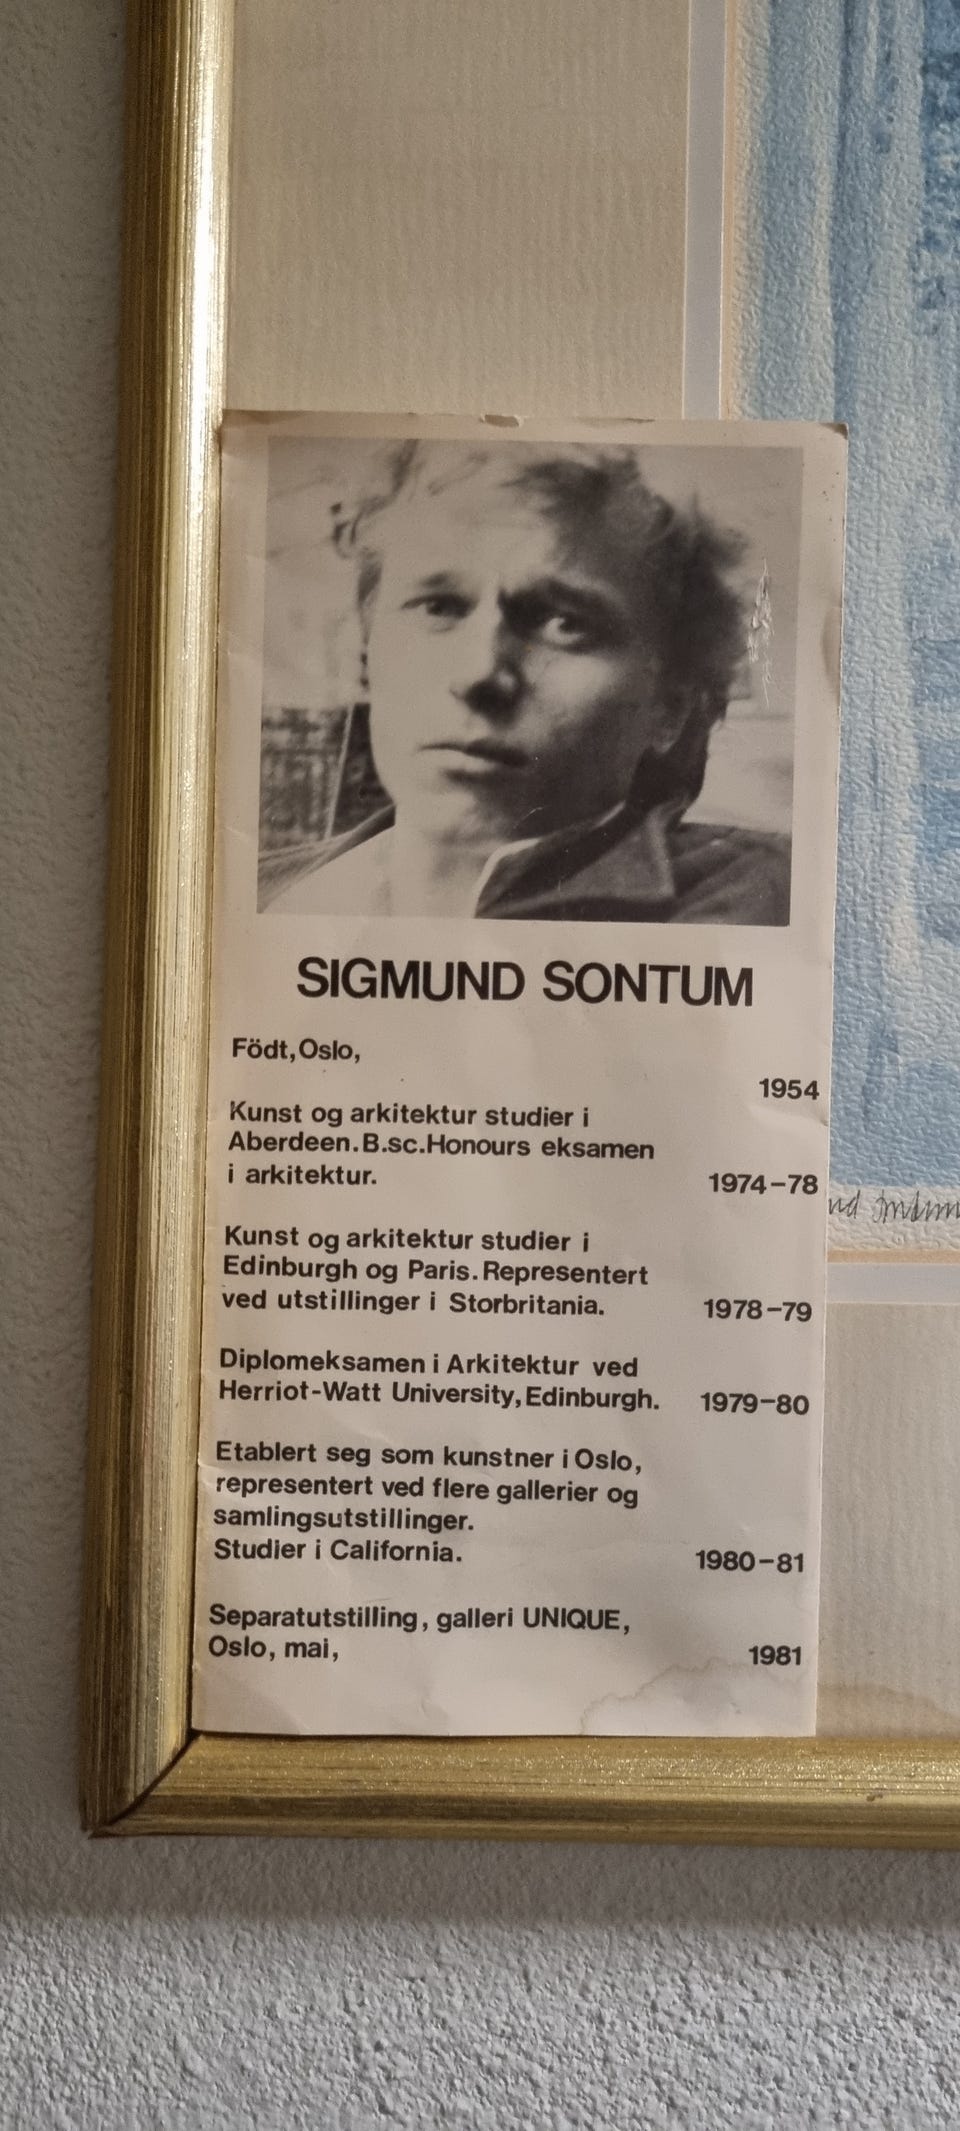 SIGMUND SONTUM
Födt, Oslo,
1954
Kunst og arkitektur studier i
Aberdeen. B.sc. Honours eksamen
i arkitektur. 1974-78
Kunst og arkitektur studier i
Edinburgh og Paris. Representert
ved utstillinger i Storbritania. 1978-79
Diplomeksamen i Arkitektur ved
Herriot-Watt University, Edinburgh. 1979-80
Etablert seg som kunstner i Oslo,
representert ved flere gallerier og
samlingsutstillinger.
Studier i California. 1980-81
Separatutstilling, galleri UNIQUE,
Oslo, mai, 1981